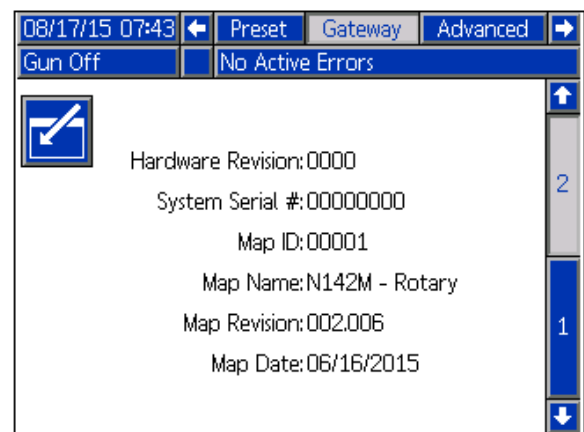 08/17/15 07:43 Preset Gateway Advanced
Gun Off No Active Errors
Hardware Revision: 0000
System Serial #: 00000000
2
Map ID: 00001
Map Name: N142M - Rotary
Map Revision: 002.006
1
Map Date: 06/16/2015